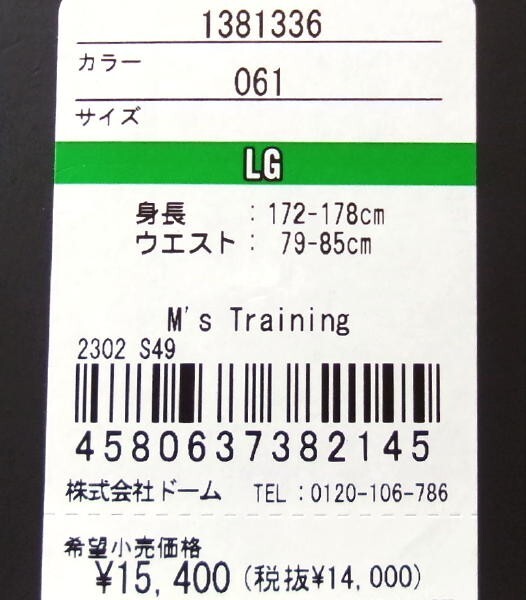 1381336
カラー
061
サイズ
LG
身長 : 172-178cm
ウエスト : 79-85cm
M's Training
2302 S49
4580637382145
株式会社ドーム TEL:0120-106-786
希望小売価格
¥15,400(税抜¥14,000)